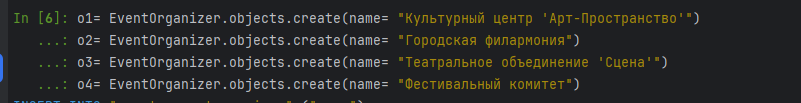 In [6]: o1= EventOrganizer.objects.create(name= "Культурный центр 'Арт-Пространство'")
   ...: o2= EventOrganizer.objects.create(name= "Городская филармония")
   ...: o3= EventOrganizer.objects.create(name= "Театральное объединение 'Сцена'")
   ...: o4= EventOrganizer.objects.create(name= "Фестивальный комитет")